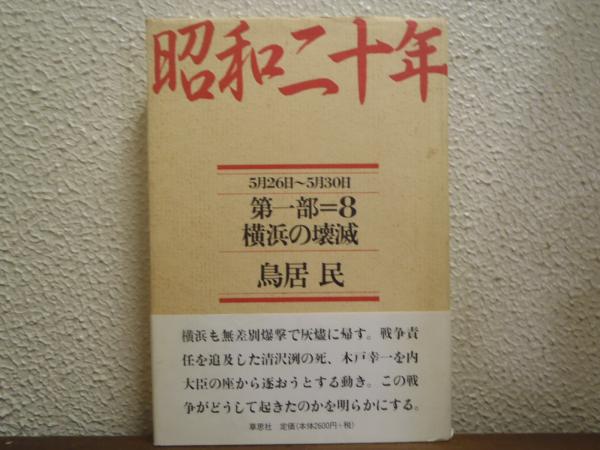 昭和二十年
5月26日〜5月30日
第一部=8
横浜の壊滅
鳥居 民
横浜も無差別爆撃で灰燼に帰す。戦争責
任を追及した清沢洌の死、木戸幸一を内
大臣の座から逐おうとする動き。この戦
争がどうして起きたのかを明らかにする。
草思社 定価(本体2600円+税)